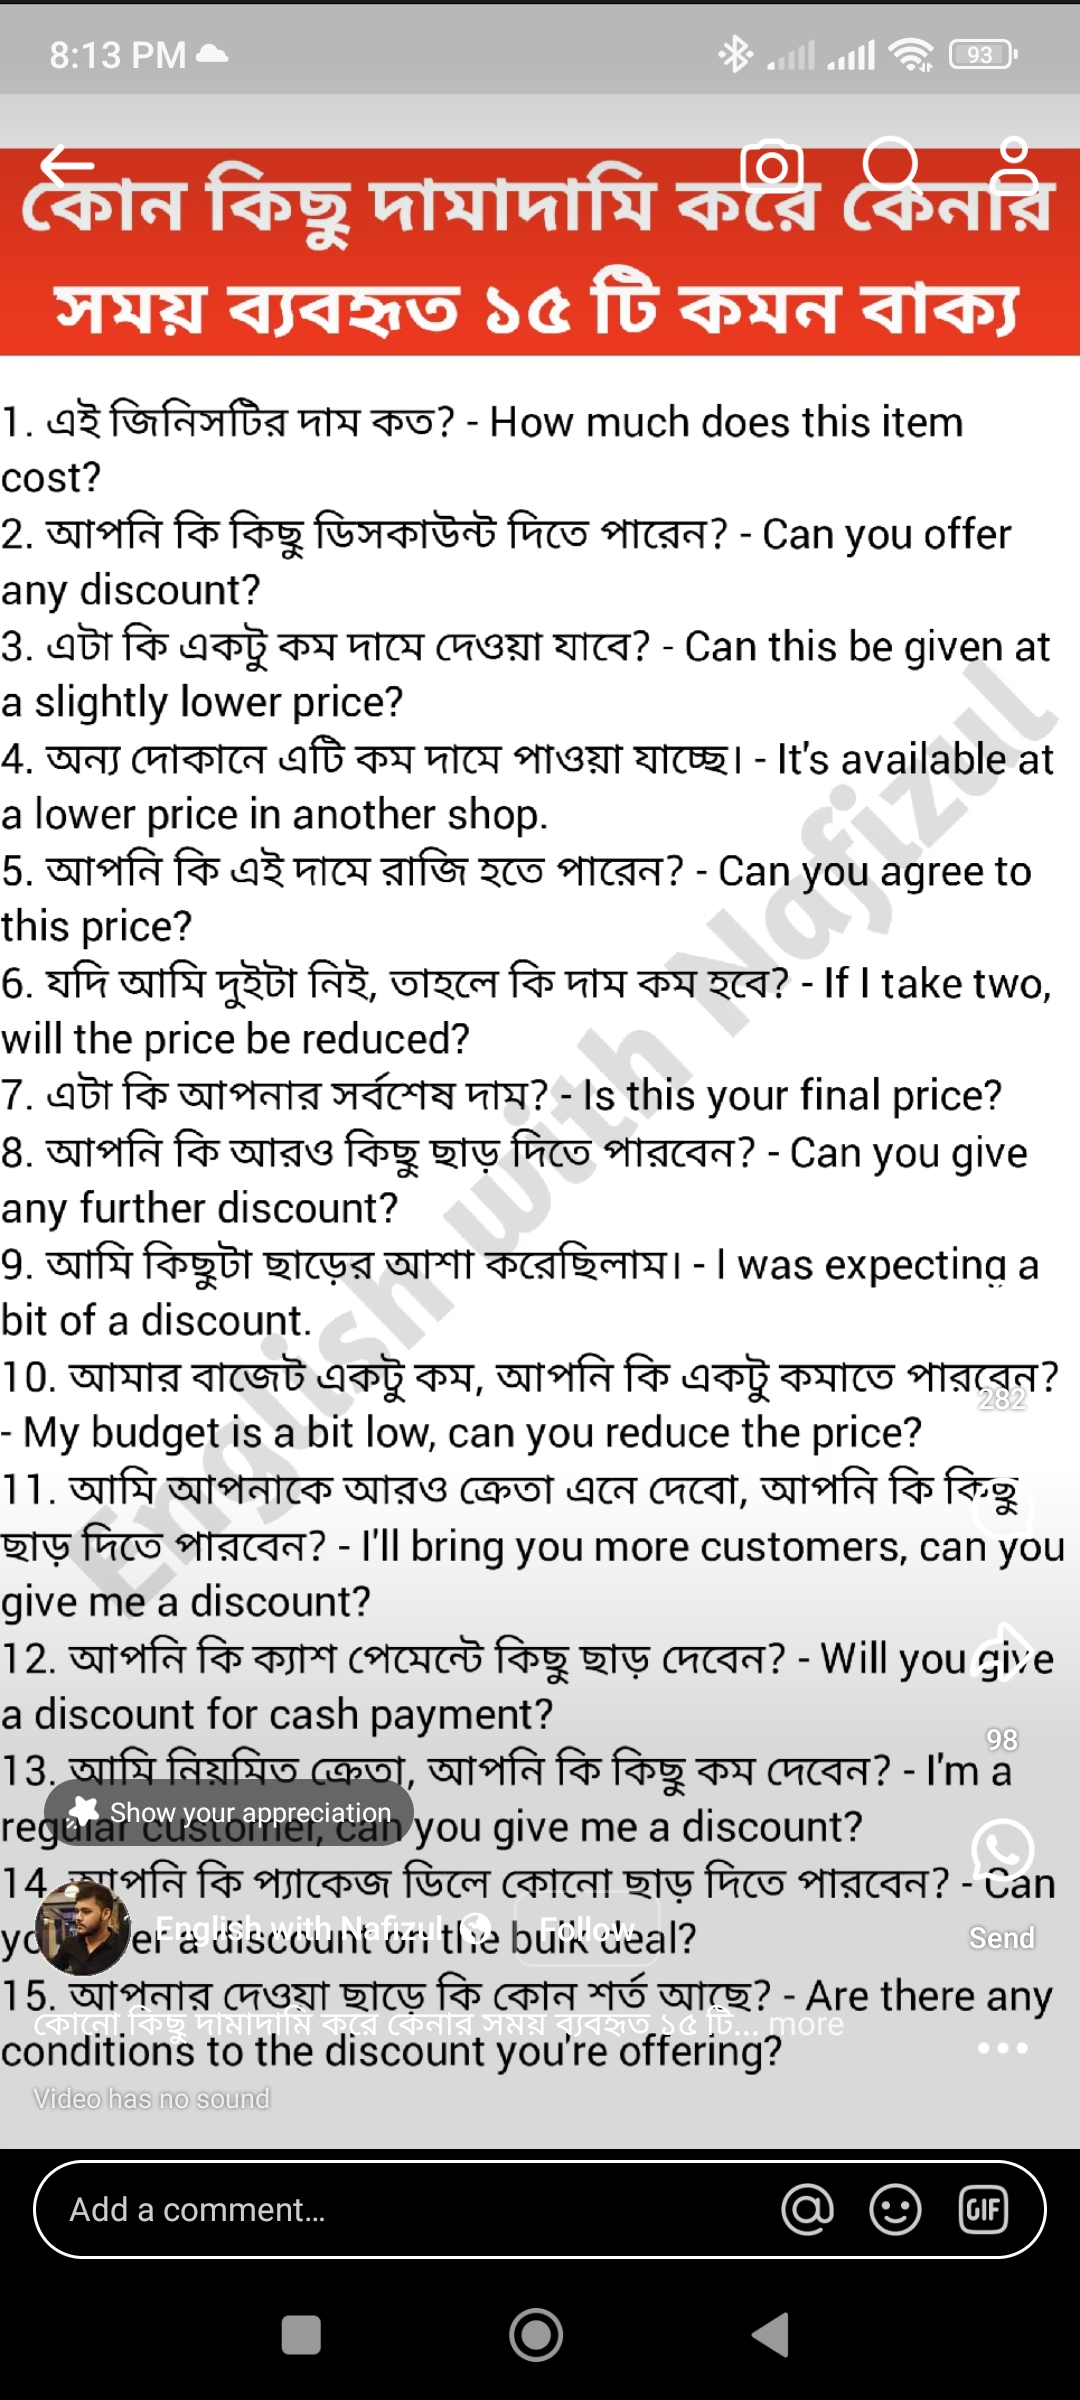 8:13 PM
93
কোন কিছু দামাদামি করে কেনার
সময় ব্যবহৃত ১৫ টি কমন বাক্য
1. এই জিনিসটির দাম কত? - How much does this item
cost?
2. আপনি কি কিছু ডিসকাউন্ট দিতে পারেন? - Can you offer
any discount?
3. এটা কি একটু কম দামে দেওয়া যাবে? - Can this be given at
a slightly lower price?
4. অন্য দোকানে এটি কম দামে পাওয়া যাচ্ছে। - It's available at
a lower price in another shop.
5. আপনি কি এই দামে রাজি হতে পারেন? - Can you agree to
this price?
6. যদি আমি দুইটা নিই, তাহলে কি দাম কম হবে? - If I take two,
will the price be reduced?
7. এটা কি আপনার সর্বশেষ দাম? - Is this your final price?
8. আপনি কি আরও কিছু ছাড় দিতে পারবেন? - Can you give
any further discount?
9. আমি কিছুটা ছাড়ের আশা করেছিলাম। - I was expecting a
bit of a discount.
10. আমার বাজেট একটু কম, আপনি কি একটু কমাতে পারবেন?
282
- My budget is a bit low, can you reduce the price?
11. আমি আপনাকে আরও ক্রেতা এনে দেবো, আপনি কি কিছু
ছাড় দিতে পারবেন? - I'll bring you more customers, can you
give me a discount?
12. আপনি কি ক্যাশ পেমেন্টে কিছু ছাড় দেবেন? - Will you give
a discount for cash payment?
98
13. আমি নিয়মিত ক্রেতা, আপনি কি কিছু কম দেবেন? - I'm a
Show your appreciation
regular customer, can you give me a discount?
14. আপনি কি প্যাকেজ ডিলে কোনো ছাড় দিতে পারবেন? - Can
English with Nafizul
Follow
er a discount on the bulk deal?
Send
15. আপনার দেওয়া ছাড়ে কি কোন শর্ত আছে? - Are there any
কোনো কিছু দামাদামি করে কেনার সময় ব্যবহৃত ১৫ টি... more
conditions to the discount you're offering?
Video has no sound
Add a comment...
GIF
English with Nafizul